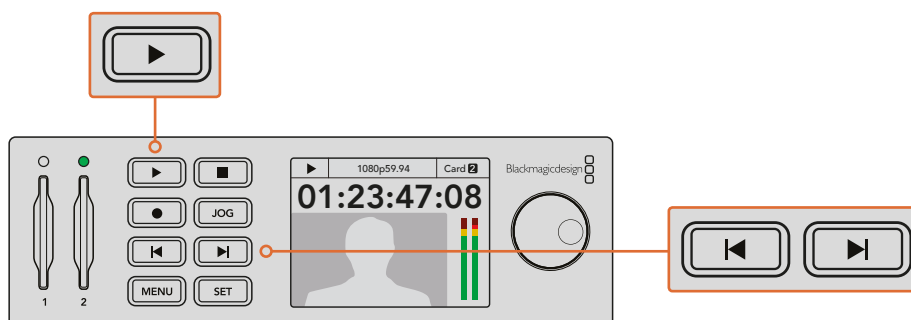 1080p59.94
Card 2
Blackmagicdesign
01:23:47:08
JOG
MENU
SET
1
2